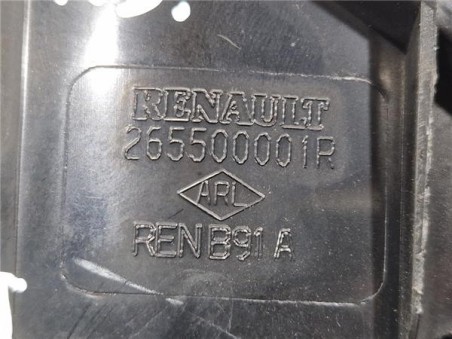 RENAULT
265500001R
ARL
REN B91 A